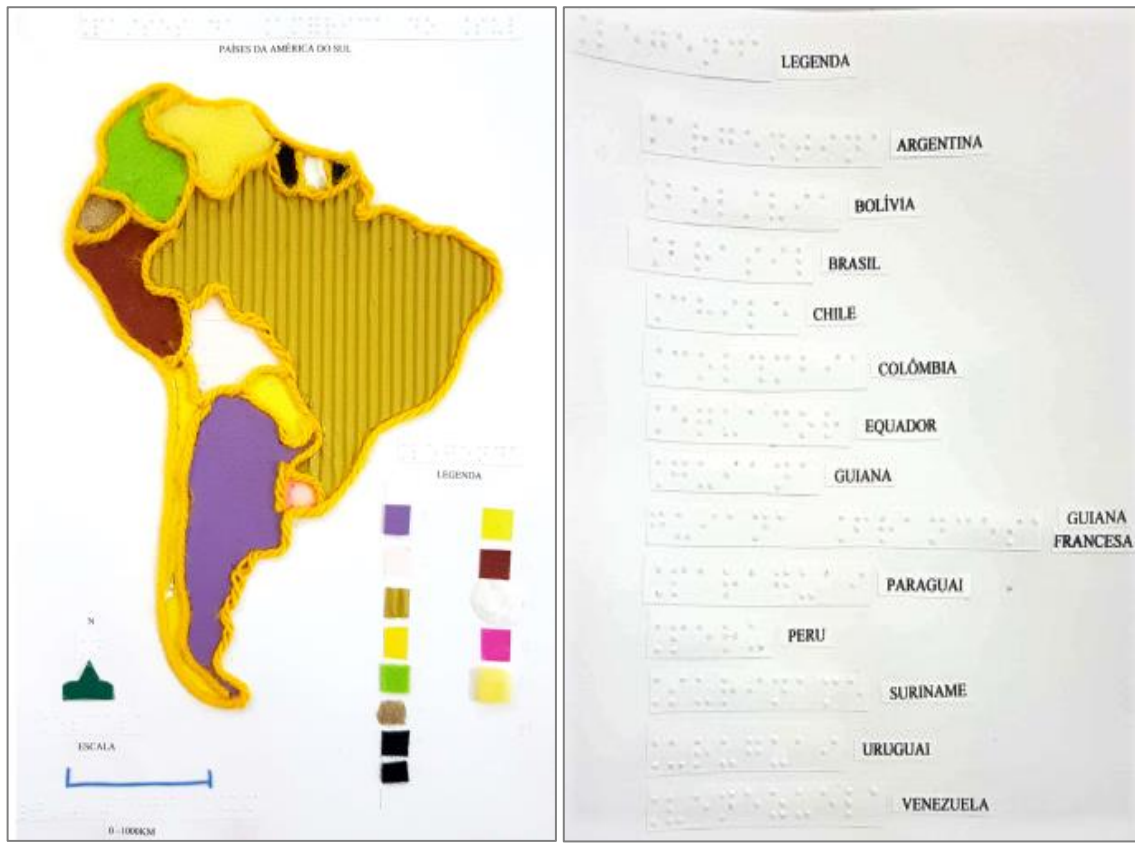 PAÍSES DA AMÉRICA DO SUL
LEGENDA
N
ESCALA
0 -1000KM
LEGENDA
ARGENTINA
BOLÍVIA
BRASIL
CHILE
COLÔMBIA
EQUADOR
GUIANA
GUIANA
FRANCESA
PARAGUAI
PERU
SURINAME
URUGUAI
VENEZUELA